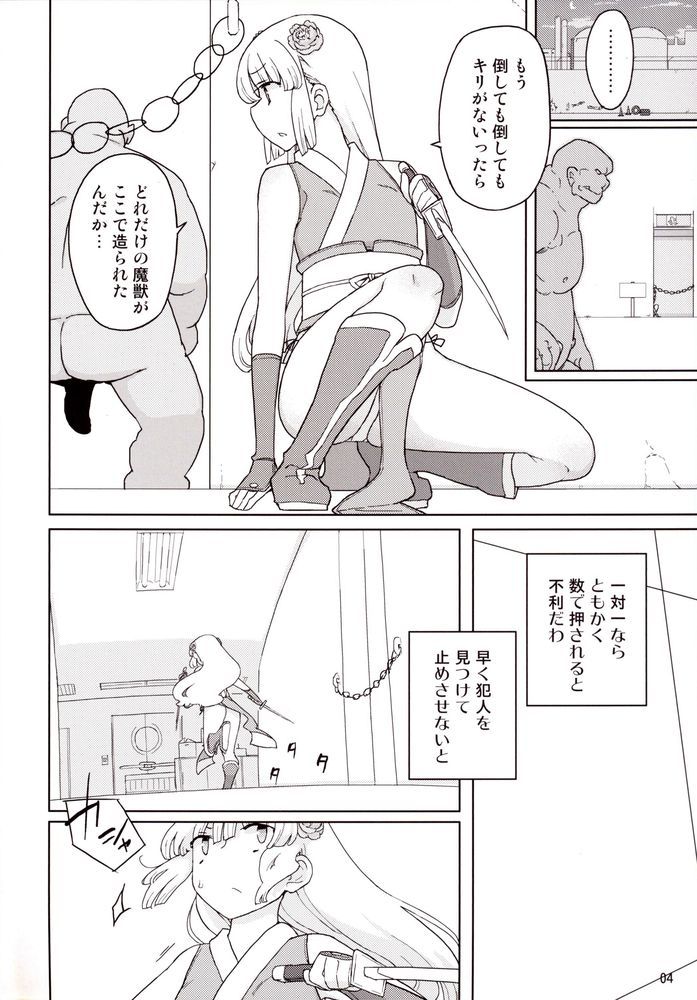 ………
もう
倒しても倒しても
キリがないったら
どれだけの魔獣が
ここで造られた
んだか…
一対一なら
ともかく
数で押されると
不利だわ
早く犯人を
見つけて
止めさせないと
タ
タ
ガシャ
04